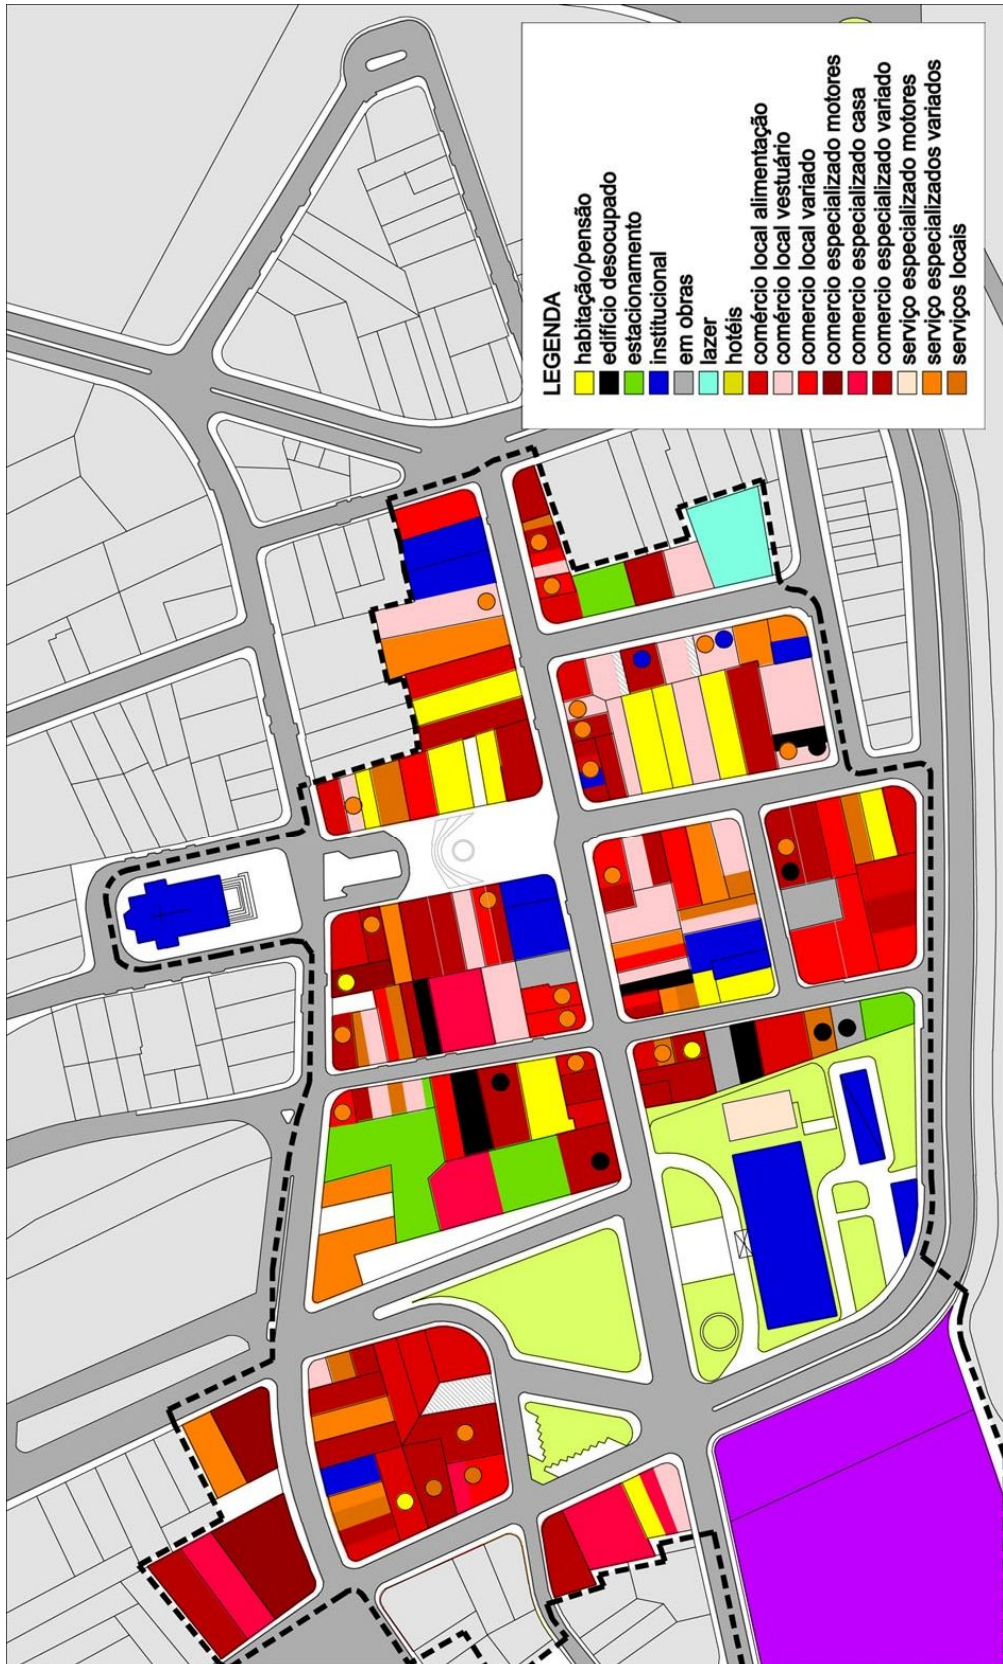 LEGENDA
habitação/pensão
edifício desocupado
estacionamento
institucional
em obras
lazer
hotéis
comércio local alimentação
comércio local vestuário
comercio local variado
comercio especializado motores
comercio especializado casa
comercio especializado variado
serviço especializado motores
serviço especializados variados
serviços locais